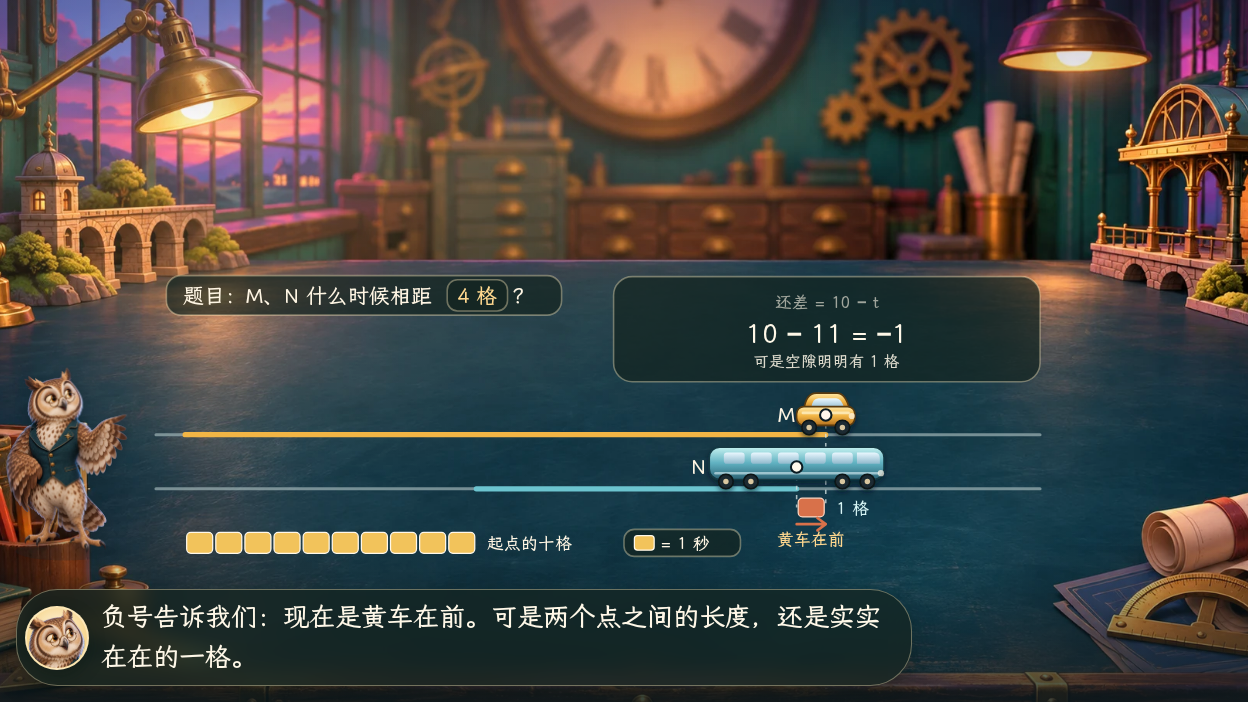 题目：M、N 什么时候相距 4 格？
还差 = 10 − t
10 − 11 = −1
可是空隙明明有 1 格
M
N
1 格
黄车在前
起点的十格
= 1 秒
负号告诉我们：现在是黄车在前。可是两个点之间的长度，还是实实
在在的一格。